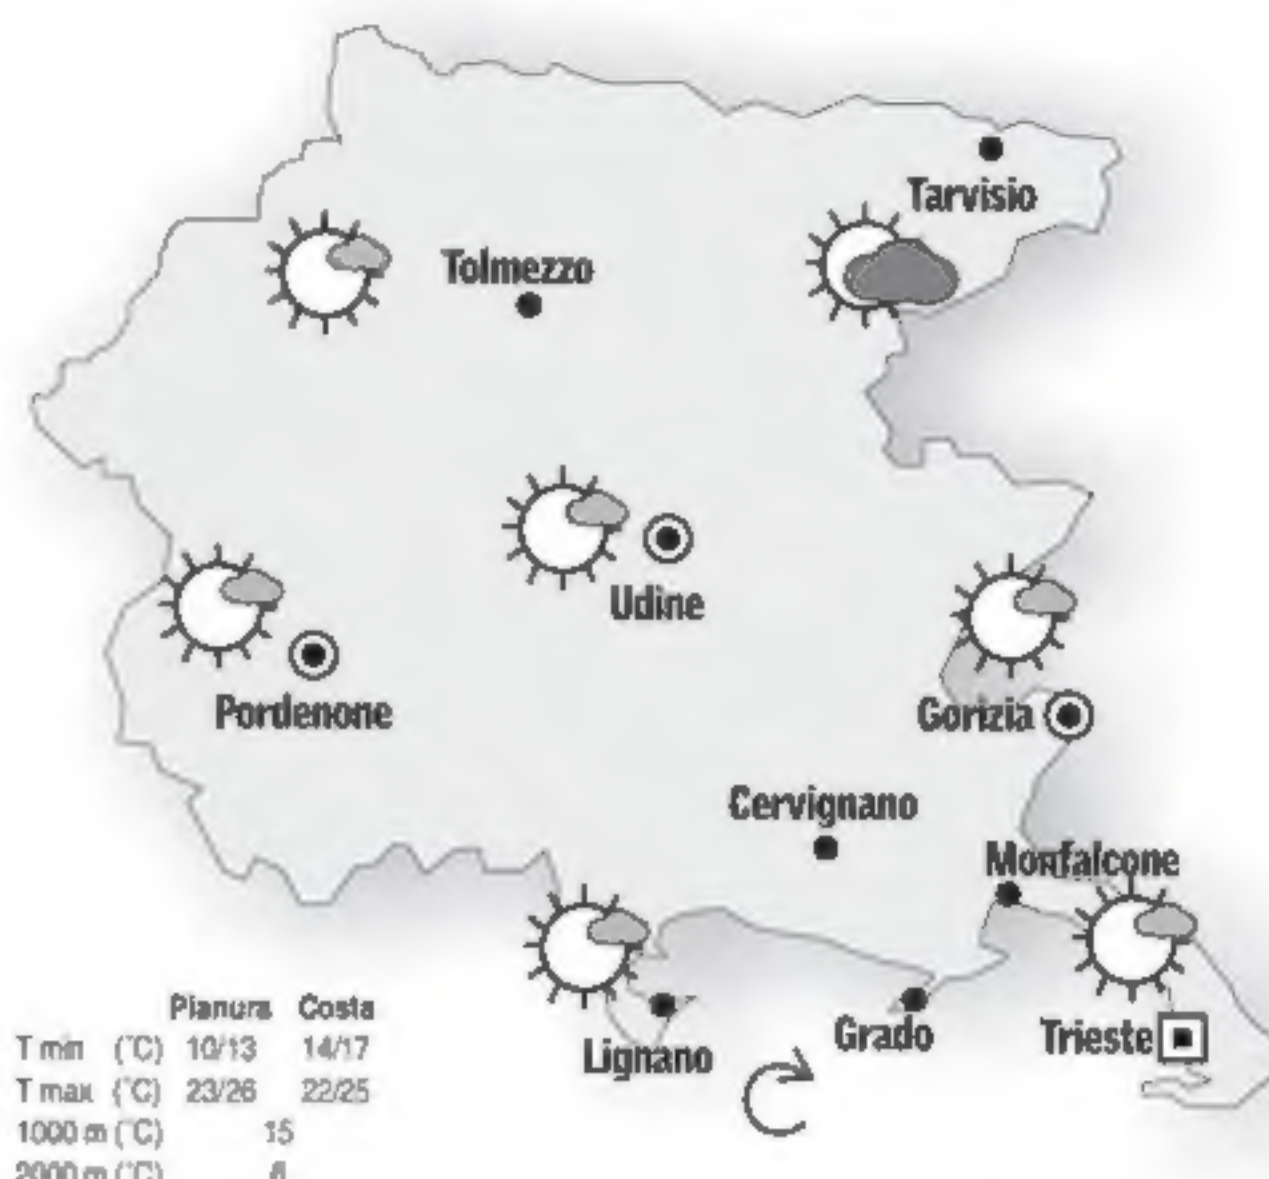 Tarvisio
Tolmezzo
Udine
Pordenone
Gorizia
Cervignano
Monfalcone
Grado
Trieste
Lignano
Pianura Costa
T min (°C) 10/13 14/17
T max (°C) 23/26 22/25
1000 m (°C) 15
2000 m (°C)